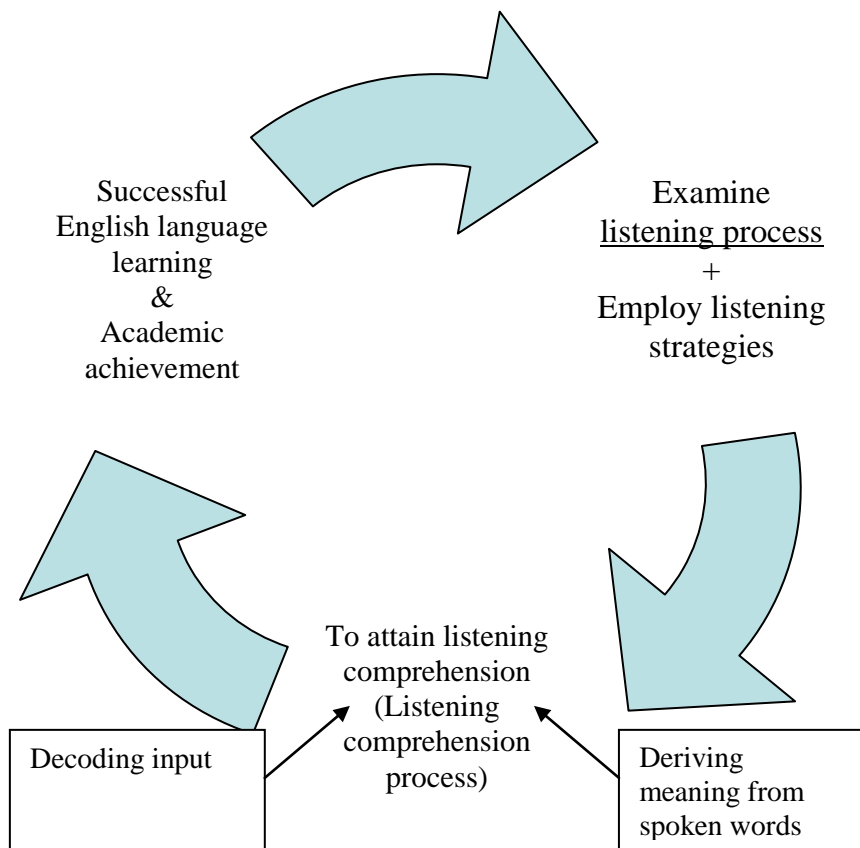 Successful
English language
learning
&
Academic
achievement
Examine
listening process
+
Employ listening
strategies
To attain listening
comprehension
(Listening
comprehension
process)
Decoding input
Deriving
meaning from
spoken words